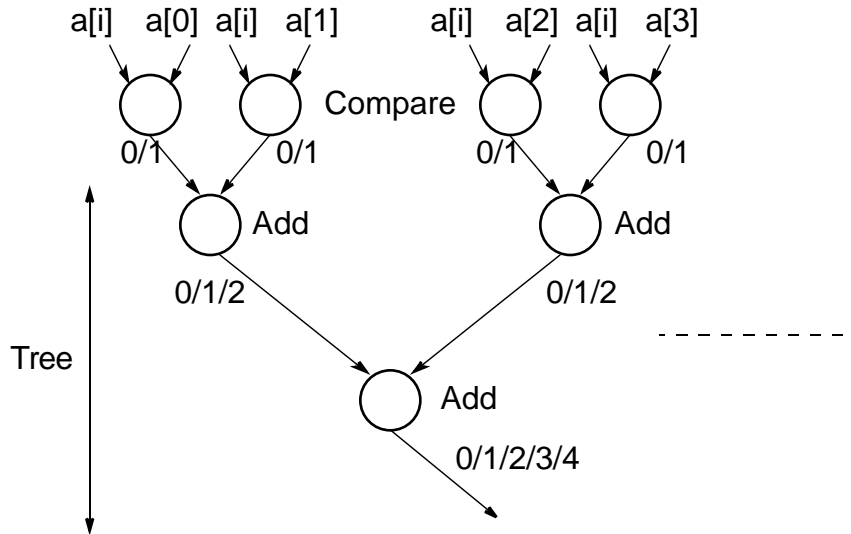 a[i] a[0] a[i] a[1] a[i] a[2] a[i] a[3]
Compare
0/1 0/1 0/1 0/1
Add Add
0/1/2 0/1/2
Tree
Add
0/1/2/3/4